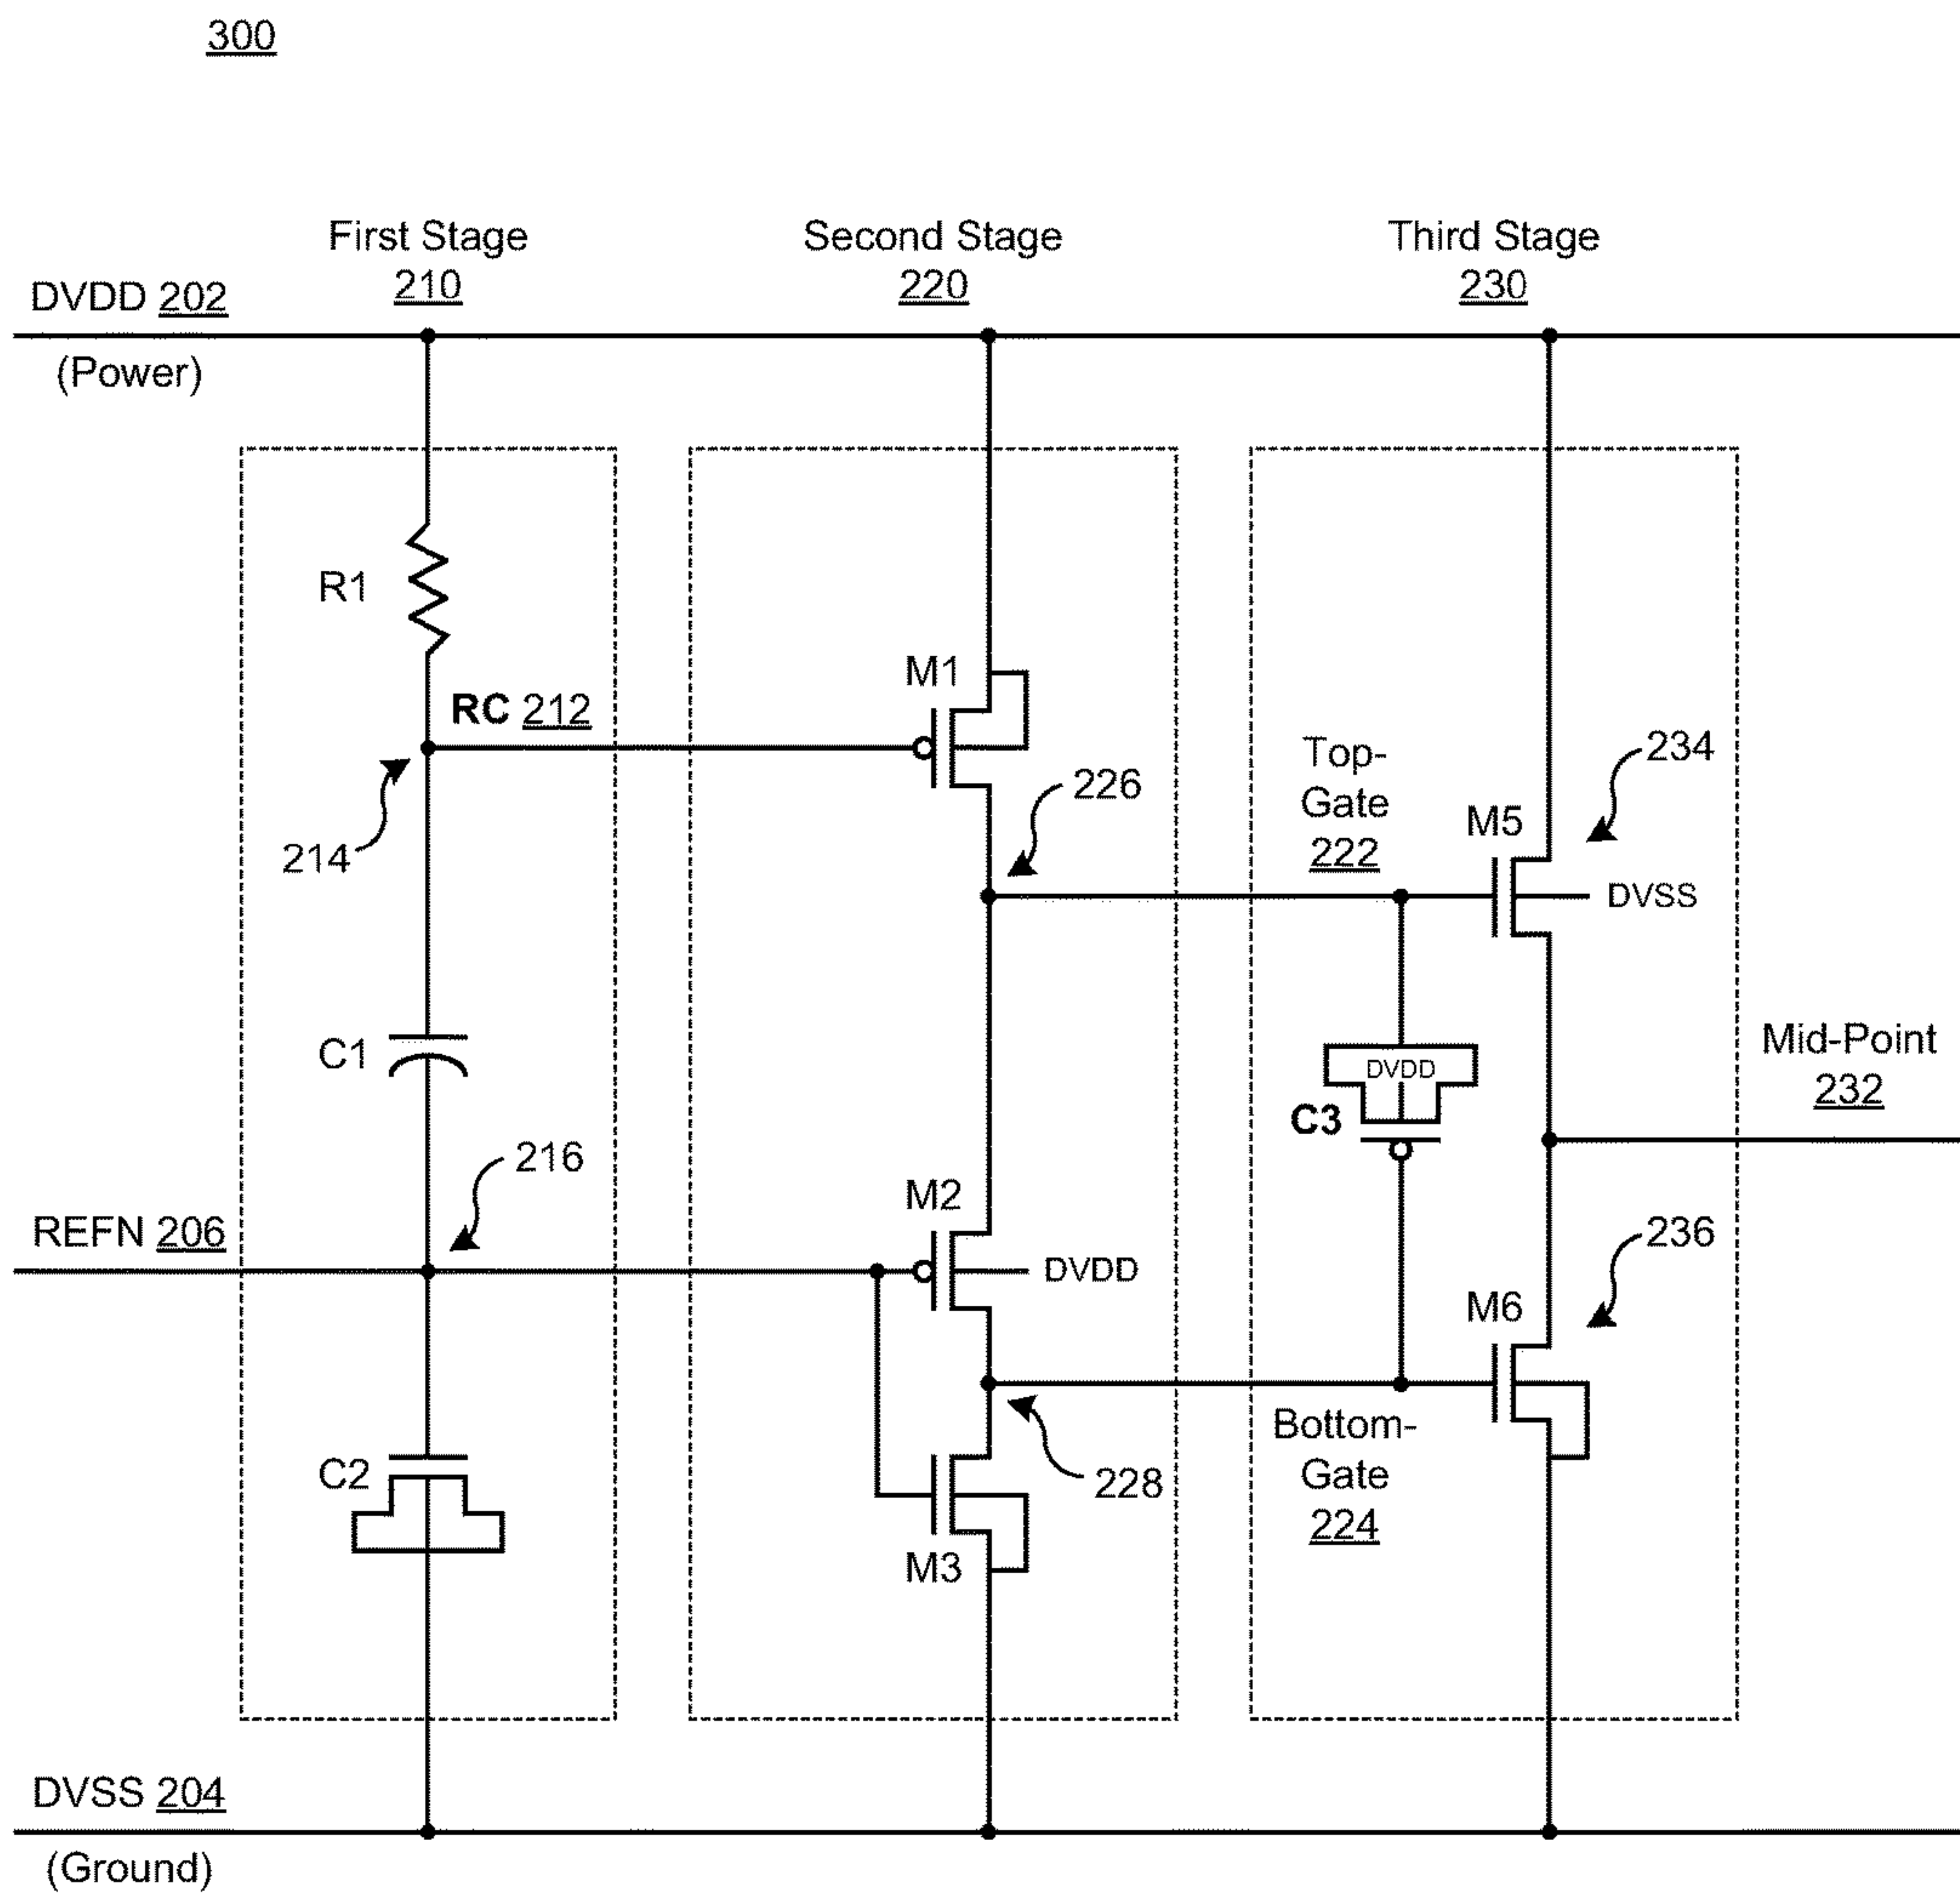 300
First Stage
210
Second Stage
220
Third Stage
230
DVDD 202
(Power)
R1
RC 212
214
M1
226
Top-
Gate
222
M5
234
DVSS
C1
DVDD
C3
Mid-Point
232
216
REFN 206
M2
DVDD
M6
236
C2
228
M3
Bottom-
Gate
224
DVSS 204
(Ground)